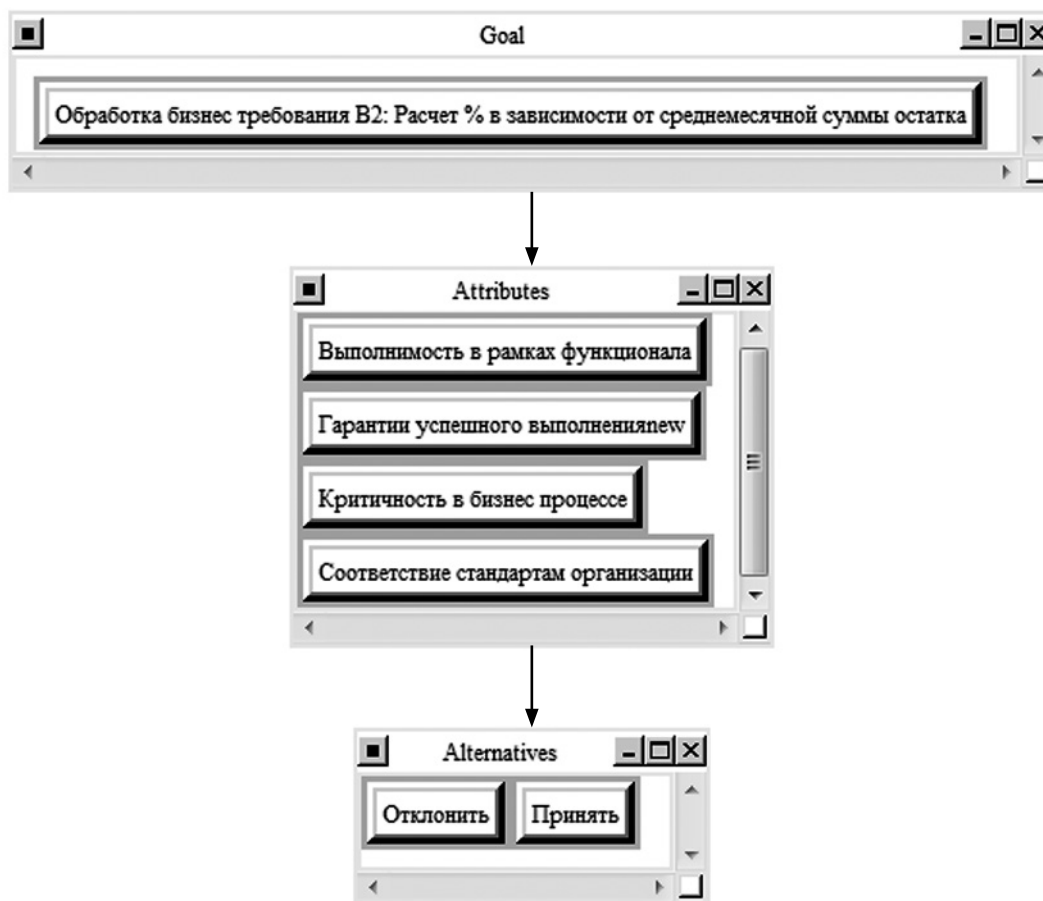 Goal
Обработка бизнес требования B2: Расчет % в зависимости от среднемесячной суммы остатка
Attributes
Выполнимость в рамках функционала
Гарантии успешного выполненияnew
Критичность в бизнес процессе
Соответствие стандартам организации
Alternatives
Отклонить Принять